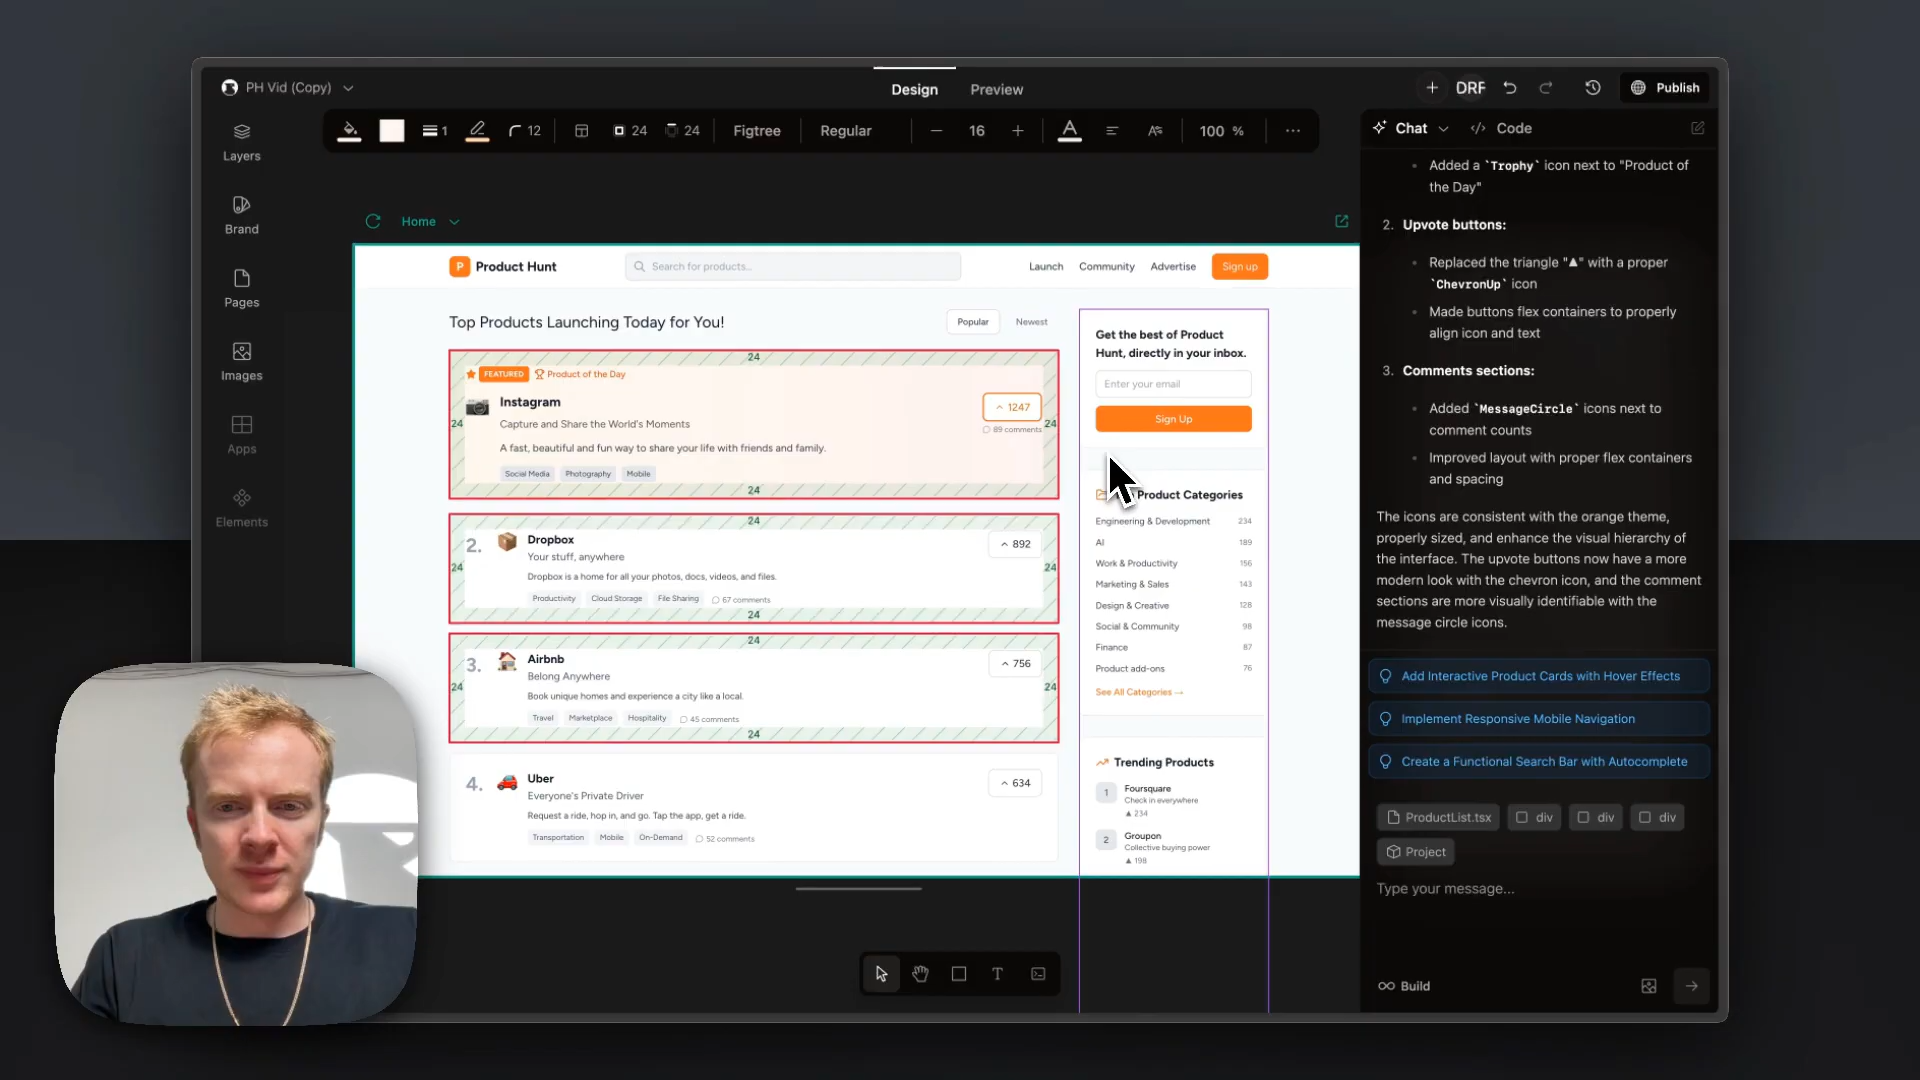 PH Vid (Copy)
Design
Preview
DRF
Publish
1
12
24
24
Figtree
Regular
16
100 %
Layers
Brand
Pages
Images
Apps
Elements
Home
P Product Hunt
Search for products...
Launch
Community
Advertise
Sign up
Top Products Launching Today for You!
Popular
Newest
24
FEATURED
Product of the Day
Instagram
Capture and Share the World's Moments
A fast, beautiful and fun way to share your life with friends and family.
Social Media
Photography
Mobile
1247
89 comments
24
24
24
24
2.
Dropbox
Your stuff, anywhere
Dropbox is a home for all your photos, docs, videos, and files.
Productivity
Cloud Storage
File Sharing
67 comments
892
24
24
24
24
3.
Airbnb
Belong Anywhere
Book unique homes and experience a city like a local.
Travel
Marketplace
Hospitality
45 comments
756
24
24
24
4.
Uber
Everyone's Private Driver
Request a ride, hop in, and go. Tap the app, get a ride.
Transportation
Mobile
On-Demand
52 comments
634
Get the best of Product
Hunt, directly in your inbox.
Enter your email
Sign Up
Product Categories
Engineering & Development 234
AI 189
Work & Productivity 156
Marketing & Sales 143
Design & Creative 128
Social & Community 98
Finance 87
Product add-ons 76
See All Categories →
Trending Products
1
Foursquare
Check in everywhere
▲ 234
2
Groupon
Collective buying power
▲ 198
Chat
Code
Added a `Trophy` icon next to "Product of
the Day"
2. Upvote buttons:
Replaced the triangle "▲" with a proper
`ChevronUp` icon
Made buttons flex containers to properly
align icon and text
3. Comments sections:
Added `MessageCircle` icons next to
comment counts
Improved layout with proper flex containers
and spacing
The icons are consistent with the orange theme,
properly sized, and enhance the visual hierarchy of
the interface. The upvote buttons now have a more
modern look with the chevron icon, and the comment
sections are more visually identifiable with the
message circle icons.
Add Interactive Product Cards with Hover Effects
Implement Responsive Mobile Navigation
Create a Functional Search Bar with Autocomplete
ProductList.tsx
div
div
div
Project
Type your message...
Build